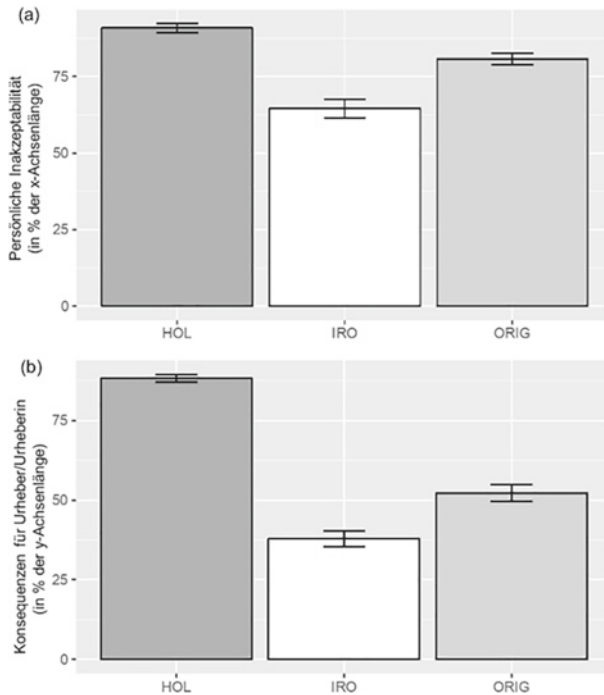 (a)
Persönliche Inakzeptabilität
(in % der x-Achsenlänge)
75
50
25
0
HOL
IRO
ORIG
(b)
Konsequenzen für Urheber/Urheberin
(in % der y-Achsenlänge)
75
50
25
0
HOL
IRO
ORIG